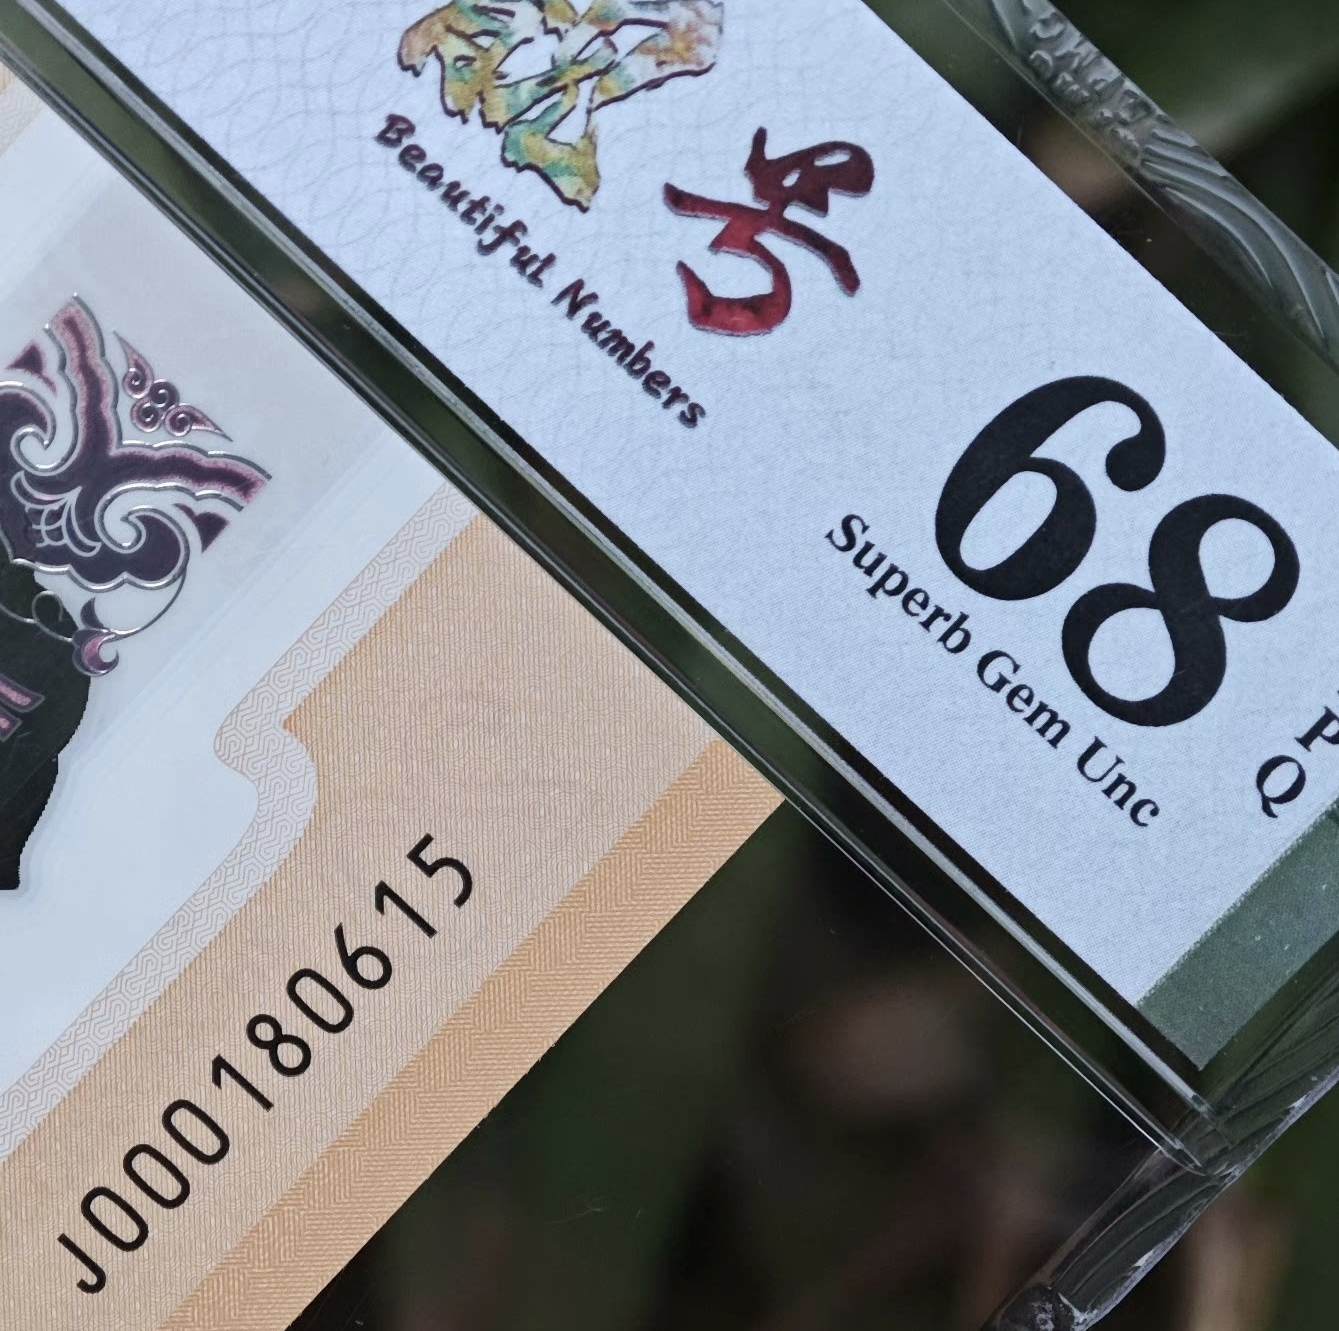 号
Beautiful Numbers
68
Superb Gem Unc
P
Q
J000180615